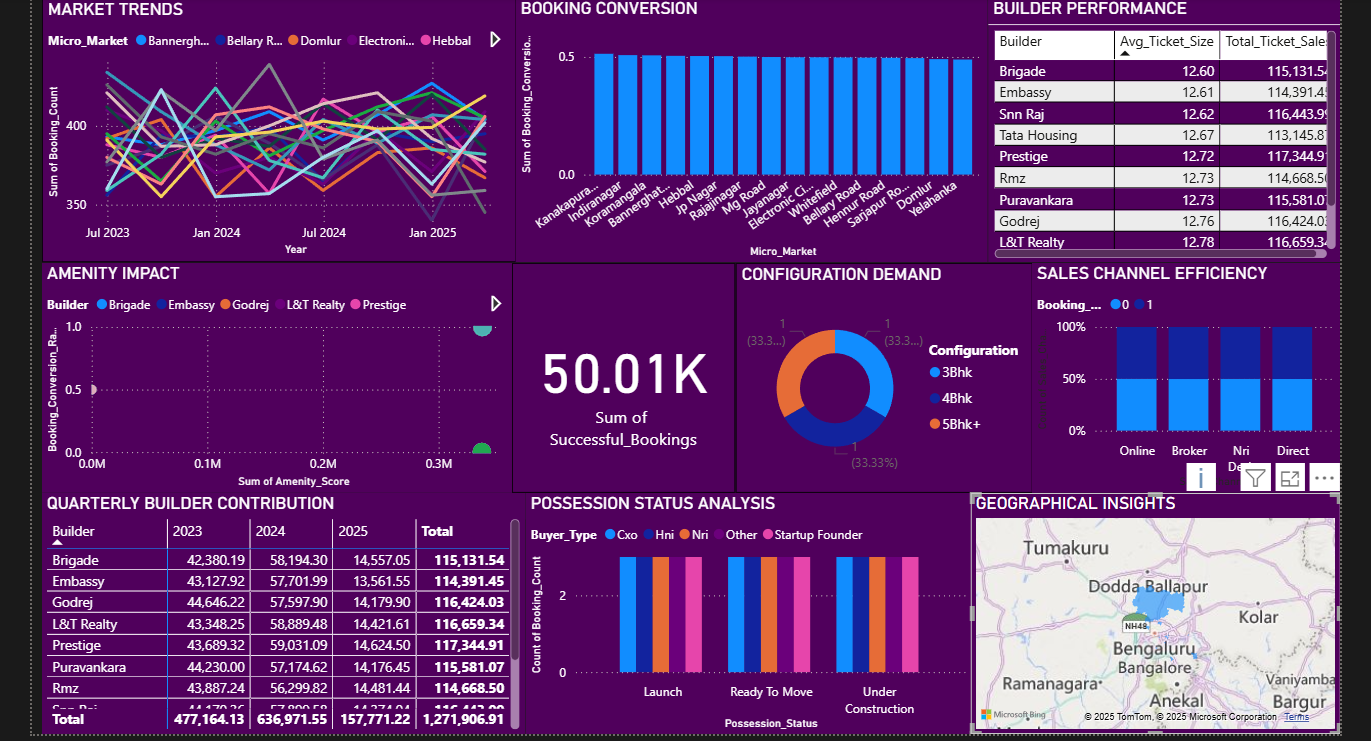 MARKET TRENDS
Micro_Market Bannergh... Bellary R... Domlur Electroni... Hebbal
Sum of Booking_Count
400
350
Jul 2023 Jan 2024 Jul 2024 Jan 2025
Year
BOOKING CONVERSION
Sum of Booking_Conversio...
0.5
0.0
Kanakapura...
Indiranagar
Koramangala
Bannerghat...
Hebbal
Jp Nagar
Rajajinagar
Mg Road
Jayanagar
Electronic Ci...
Whitefield
Bellary Road
Hennur Road
Sarjapur Ro...
Domlur
Yelahanka
Micro_Market
BUILDER PERFORMANCE
Builder Avg_Ticket_Size Total_Ticket_Sale
Brigade 12.60 115,131.54
Embassy 12.61 114,391.45
Snn Raj 12.62 116,443.99
Tata Housing 12.67 113,145.87
Prestige 12.72 117,344.91
Rmz 12.73 114,668.50
Puravankara 12.73 115,581.07
Godrej 12.76 116,424.03
L&T Realty 12.78 116,659.34
AMENITY IMPACT
Builder Brigade Embassy Godrej L&T Realty Prestige
Booking_Conversion_Ra...
1.0
0.5
0.0
0.0M 0.1M 0.2M 0.3M
Sum of Amenity_Score
50.01K
Sum of
Successful_Bookings
CONFIGURATION DEMAND
1
(33.3...)
1
(33.3...)
1
(33.33%)
Configuration
3Bhk
4Bhk
5Bhk+
SALES CHANNEL EFFICIENCY
Booking_... 0 1
100%
50%
0%
Online Broker Nri Direct
QUARTERLY BUILDER CONTRIBUTION
Builder 2023 2024 2025 Total
Brigade 42,380.19 58,194.30 14,557.05 115,131.54
Embassy 43,127.92 57,701.99 13,561.55 114,391.45
Godrej 44,646.22 57,597.90 14,179.90 116,424.03
L&T Realty 43,348.25 58,889.48 14,421.61 116,659.34
Prestige 43,689.32 59,031.09 14,624.50 117,344.91
Puravankara 44,230.00 57,174.62 14,176.45 115,581.07
Rmz 43,887.24 56,299.82 14,481.44 114,668.50
Total 477,164.13 636,971.55 157,771.22 1,271,906.91
POSSESSION STATUS ANALYSIS
Buyer_Type Cxo Hni Nri Other Startup Founder
Count of Booking_Count
2
0
Launch Ready To Move Under
Construction
Possession_Status
GEOGRAPHICAL INSIGHTS
Tumakuru
Dodda Ballapur
Kolar
NH48
Bengaluru
Bangalore
Ramanagara
Vaniyamba
Anekal
Bargur
Microsoft Bing
© 2025 TomTom, © 2025 Microsoft Corporation Terms